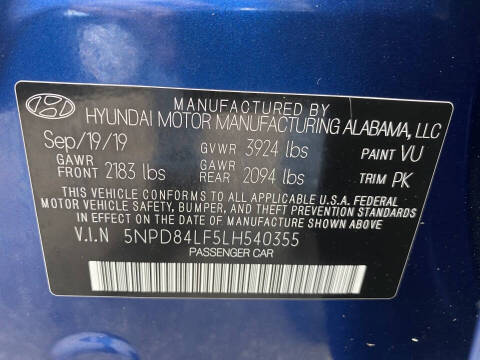 MANUFACTURED BY
HYUNDAI MOTOR MANUFACTURING ALABAMA, LLC
Sep/19/19 GVWR 3924 lbs PAINT VU
GAWR FRONT 2183 lbs GAWR REAR 2094 lbs TRIM PK
THIS VEHICLE CONFORMS TO ALL APPLICABLE U.S.A. FEDERAL
MOTOR VEHICLE SAFETY, BUMPER, AND THEFT PREVENTION STANDARDS
IN EFFECT ON THE DATE OF MANUFACTURE SHOWN ABOVE.
V.I.N 5NPD84LF5LH540355
PASSENGER CAR